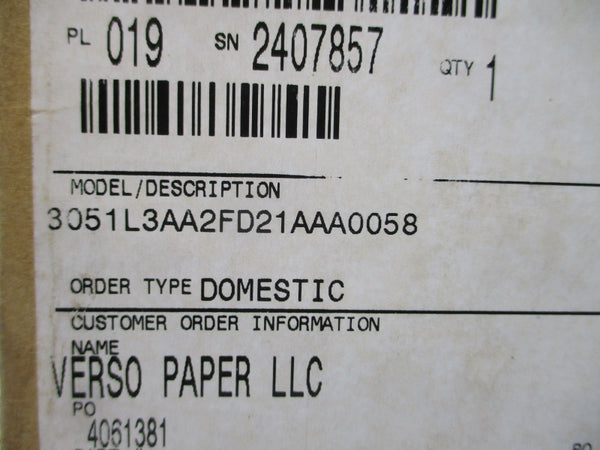 PL 019 SN 2407857 QTY 1
MODEL/DESCRIPTION
3051L3AA2FD21AAA0058
ORDER TYPE DOMESTIC
CUSTOMER ORDER INFORMATION
NAME
VERSO PAPER LLC
PO
4061381